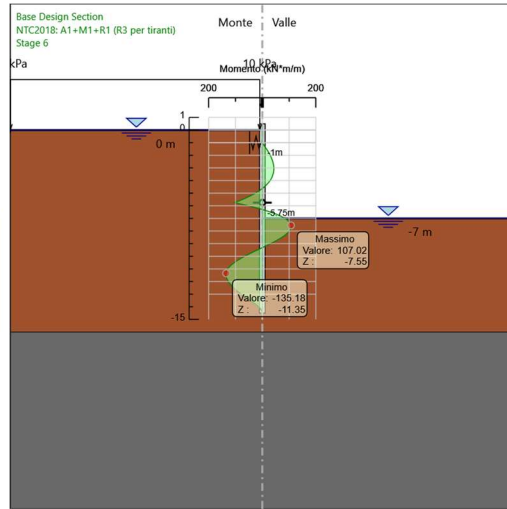 Base Design Section
NTC2018: A1+M1+R1 (R3 per tiranti)
Stage 6
Monte Valle
kPa
10 kPa
Momento (kN*m/m)
200 200
1
0
0 m
-1m
-5.75m
-7 m
Massimo
Valore: 107.02
Z : -7.55
Minimo
Valore: -135.18
Z : -11.35
-15